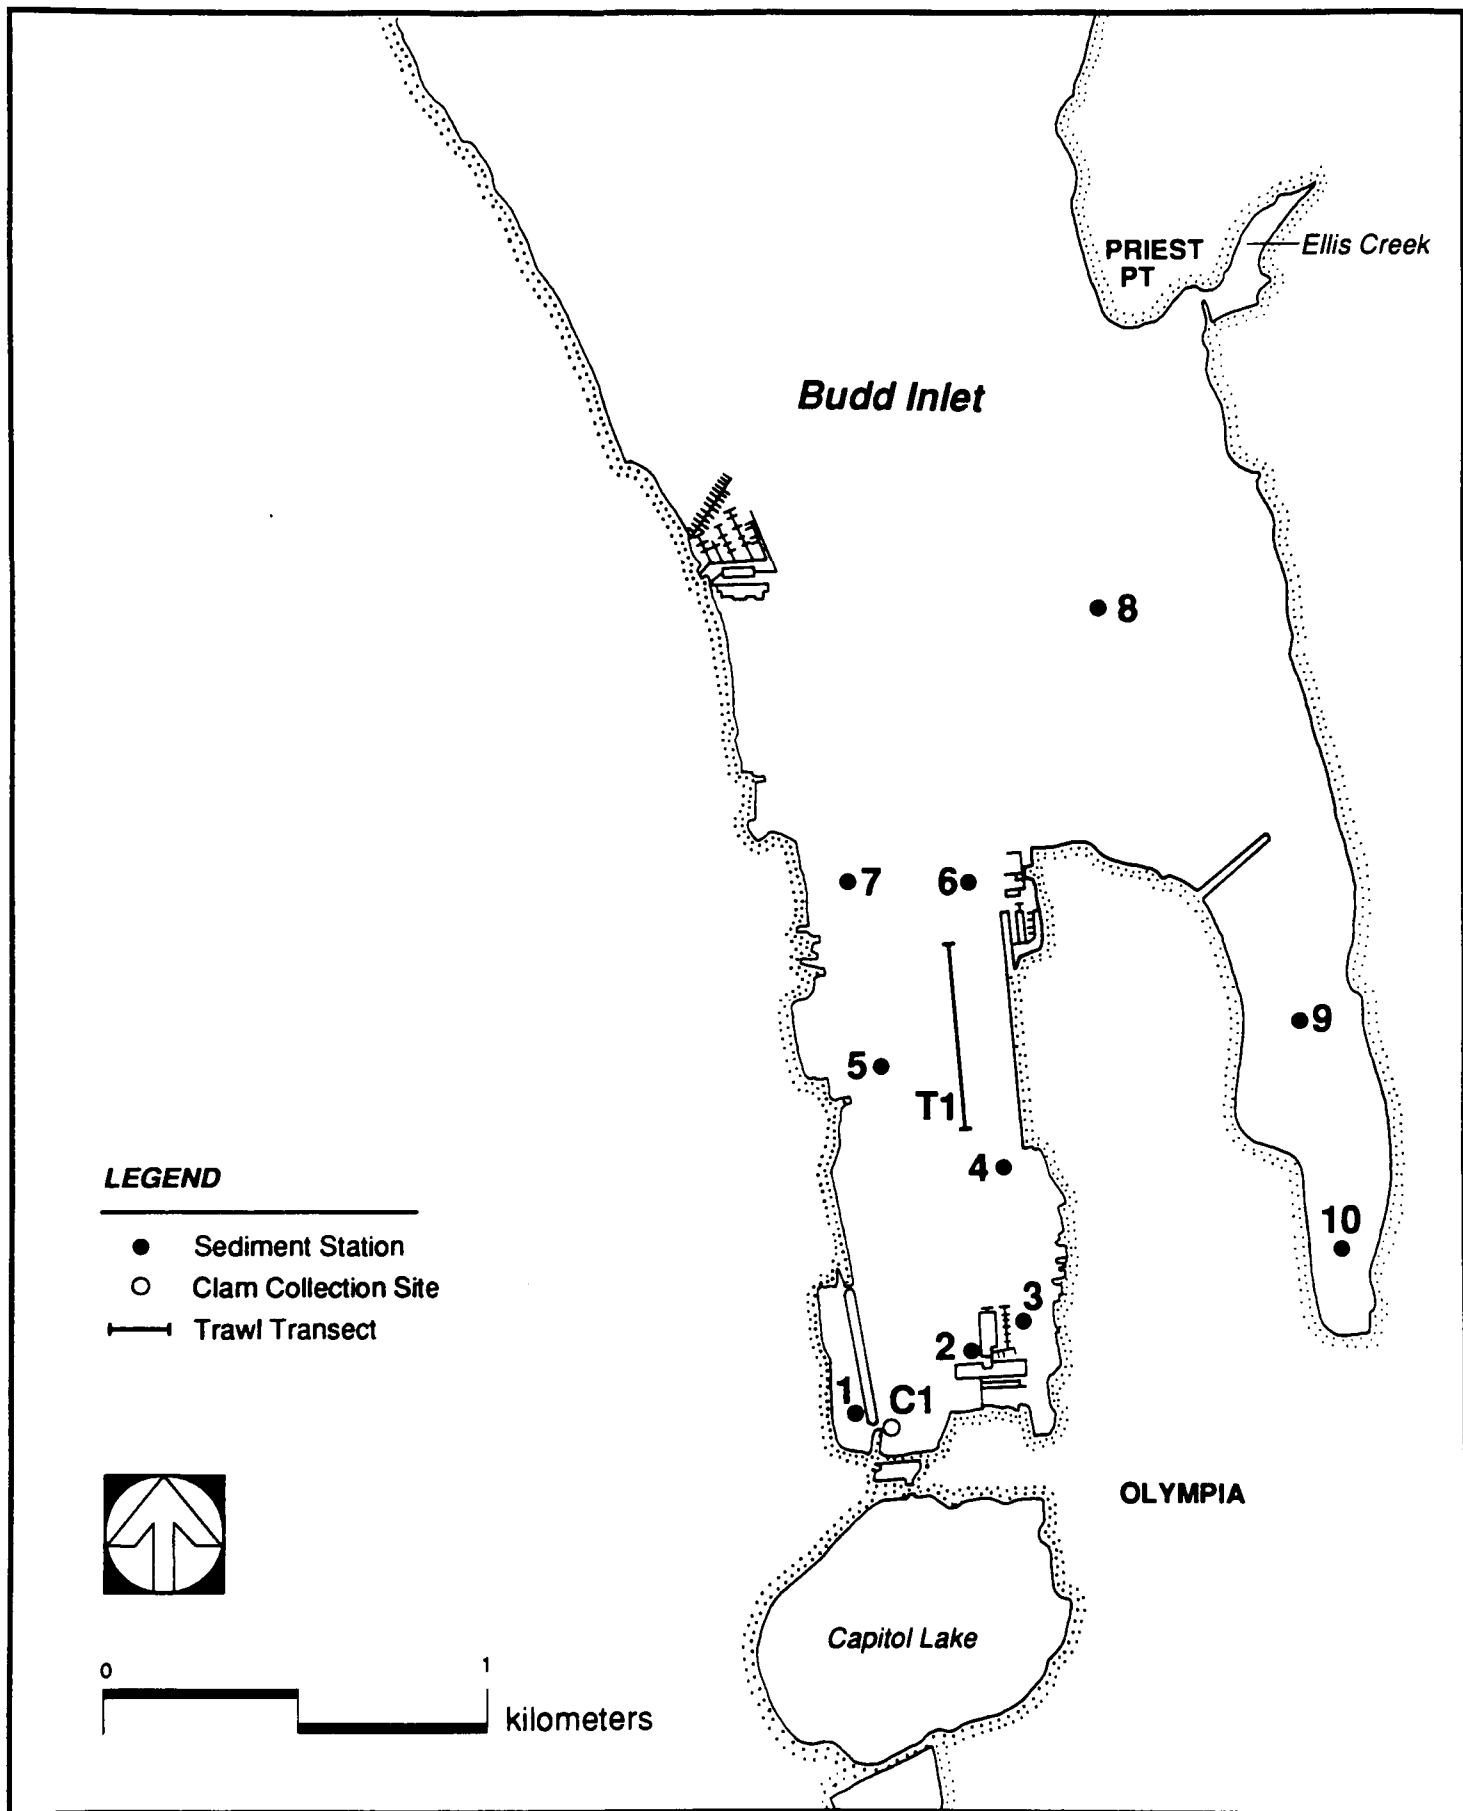 PRIEST
PT
Ellis Creek
Budd Inlet
8
7
6
9
5
T1
4
10
3
2
1
C1
LEGEND
Sediment Station
Clam Collection Site
Trawl Transect
OLYMPIA
Capitol Lake
0
1
kilometers